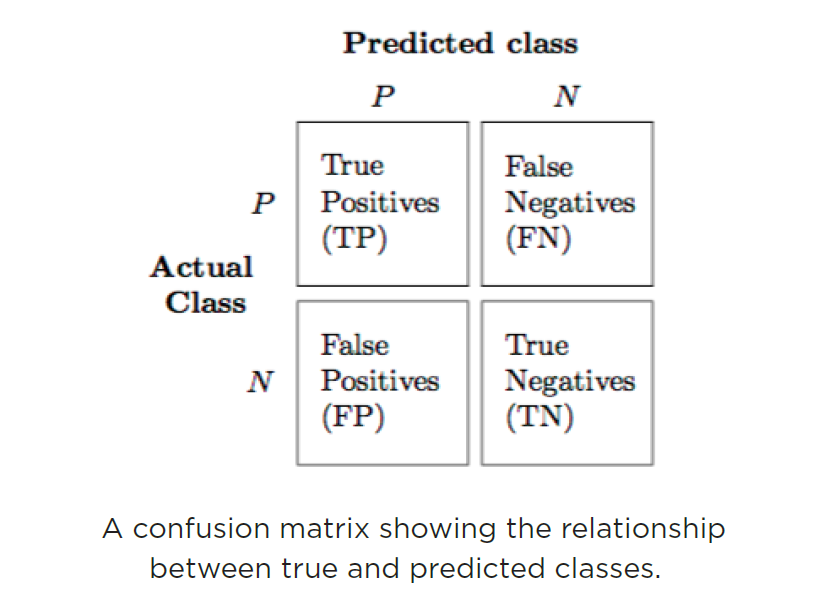 Predicted class
P N
True
Positives
(TP)
False
Negatives
(FN)
P
Actual
Class
False
Positives
(FP)
True
Negatives
(TN)
N
A confusion matrix showing the relationship
between true and predicted classes.